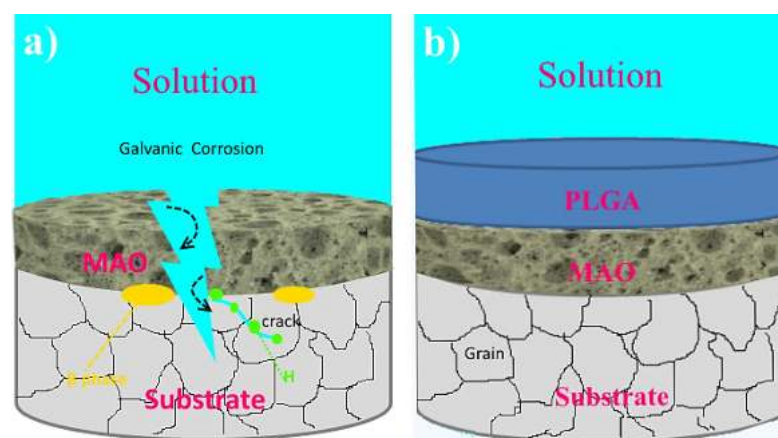 a)
Solution
Galvanic Corrosion
MAO
crack
β phase
H
Substrate
b)
Solution
PLGA
MAO
Grain
Substrate